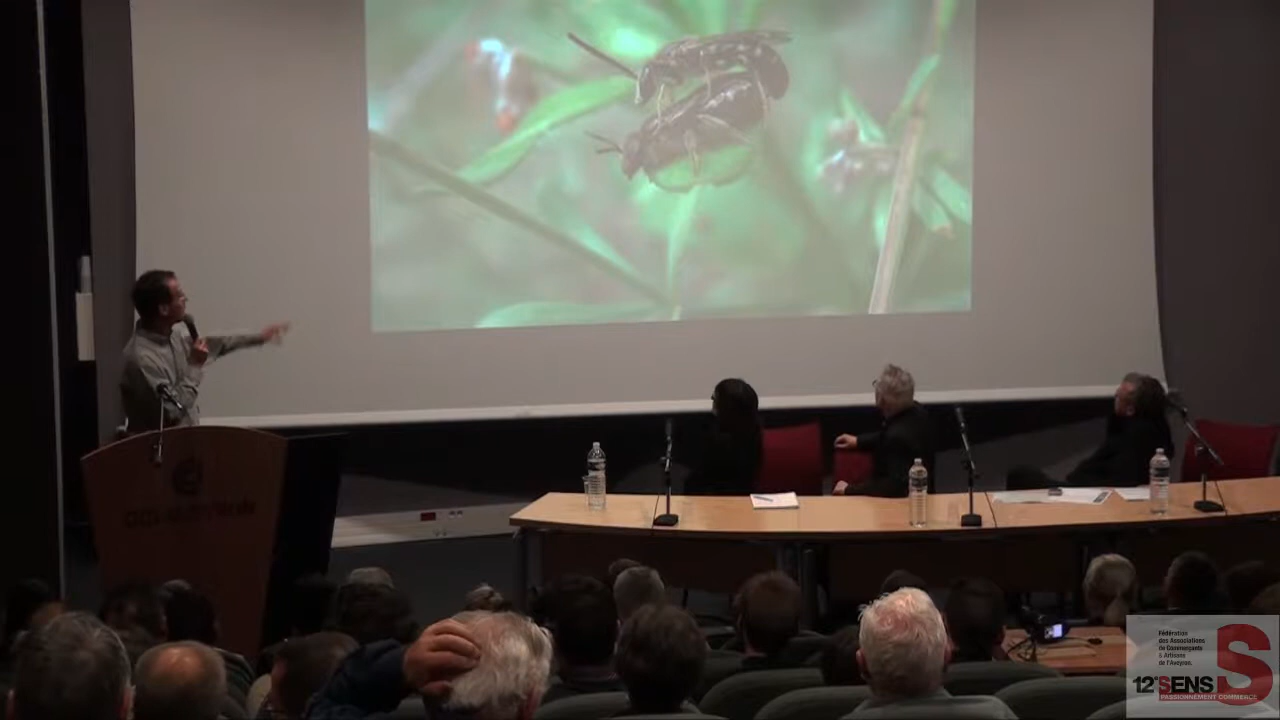 Fédération
des Associations
de Commerçants
& Artisans
de l'Aveyron.
12°SENS
PASSIONNÉMENT COMMERCE
S